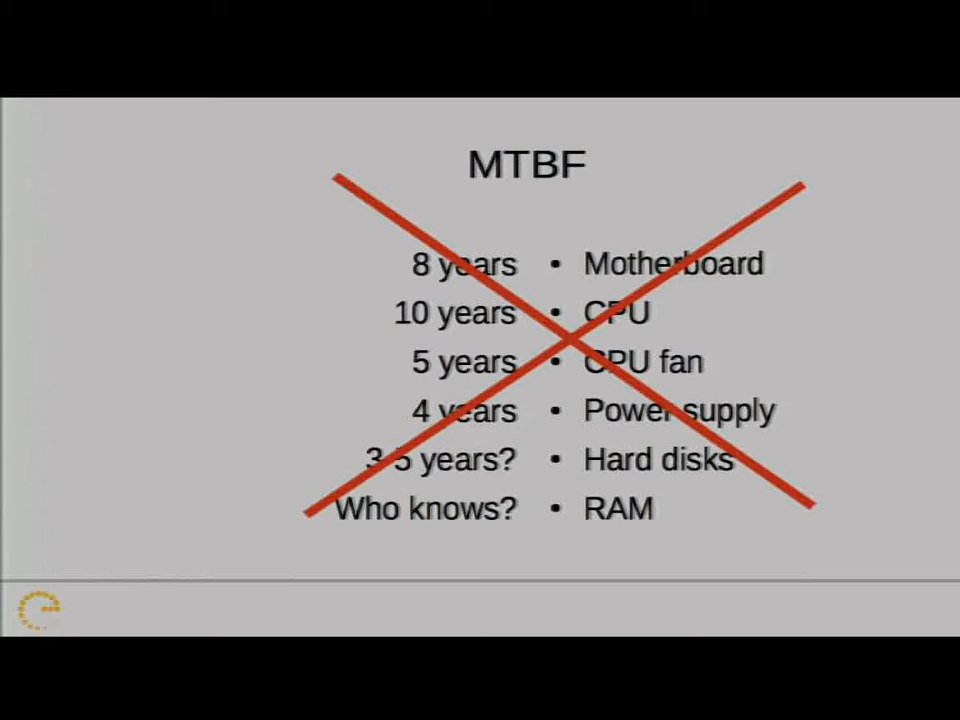 MTBF
8 years • Motherboard
10 years • CPU
5 years • CPU fan
4 years • Power supply
3-5 years? • Hard disks
Who knows? • RAM